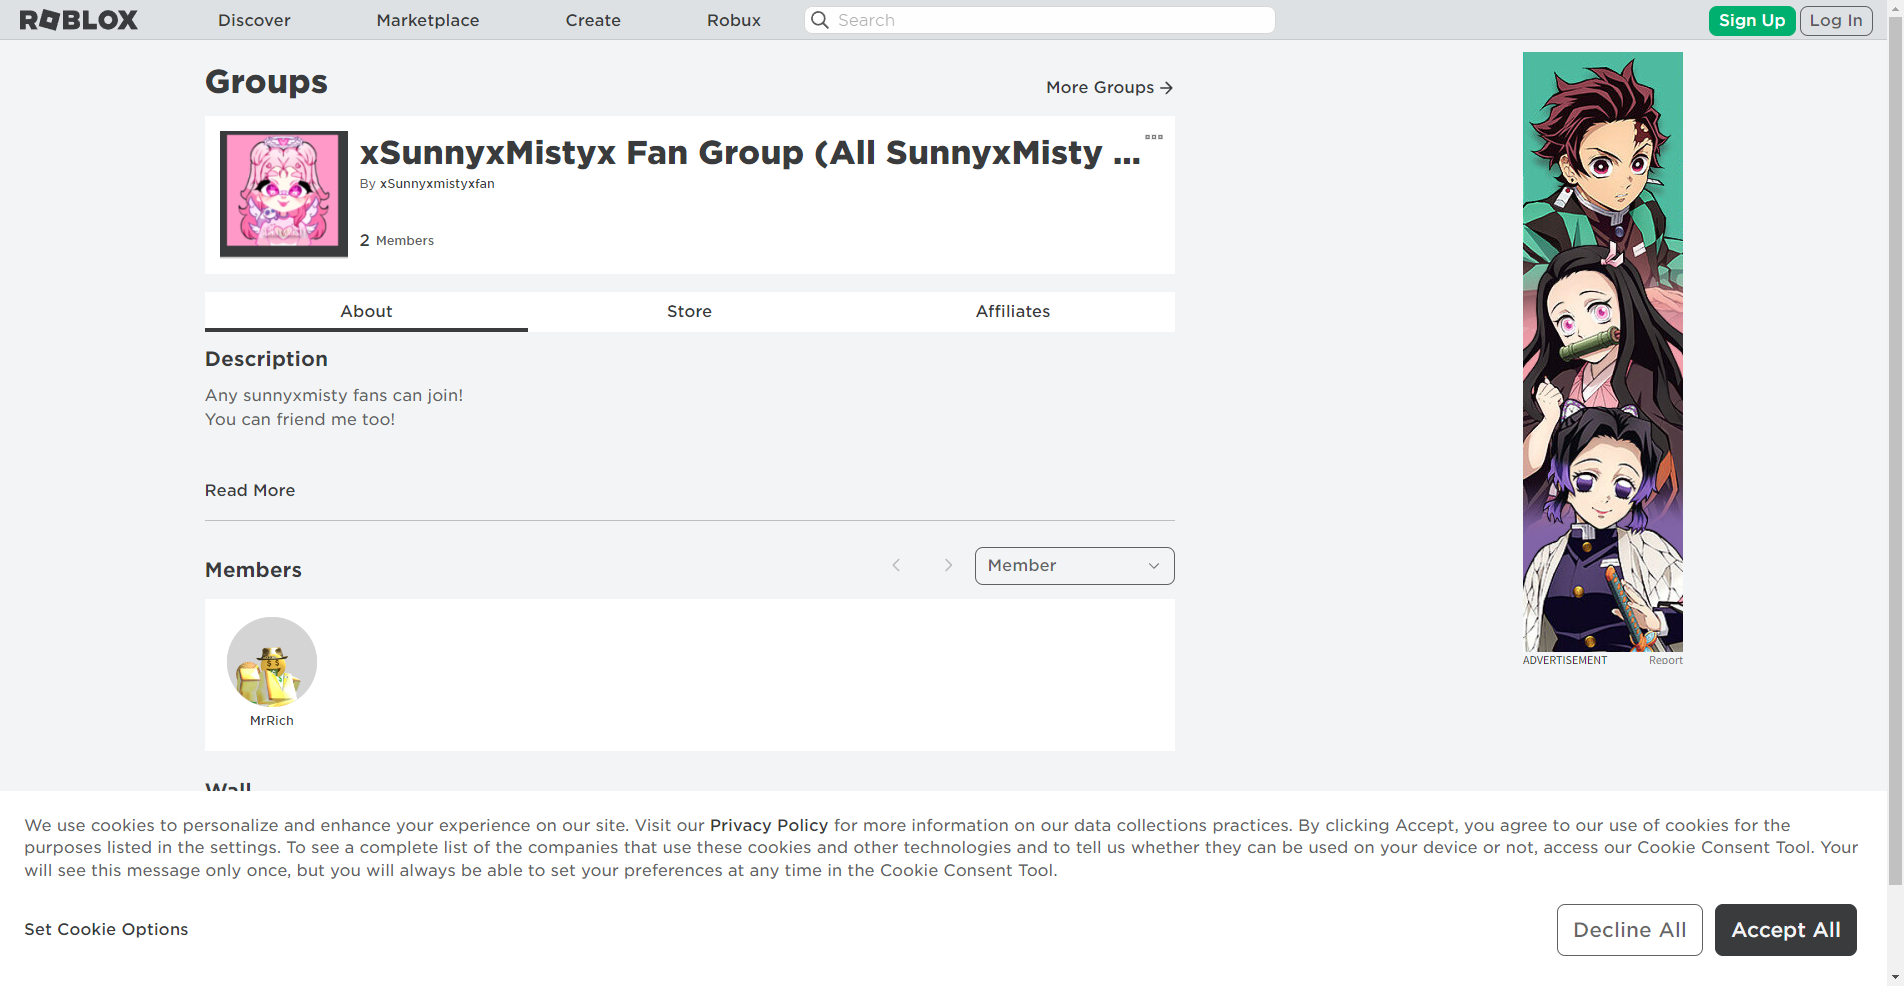 ROBLOX
Discover
Marketplace
Create
Robux
Search
Sign Up
Log In
Groups
More Groups
xSunnyxMistyx Fan Group (All SunnyxMisty ...
By xSunnyxmistyxfan
2 Members
About
Store
Affiliates
Description
Any sunnyxmisty fans can join!
You can friend me too!
Read More
Members
Member
MrRich
ADVERTISEMENT
Report
Wall
We use cookies to personalize and enhance your experience on our site. Visit our Privacy Policy for more information on our data collections practices. By clicking Accept, you agree to our use of cookies for the
purposes listed in the settings. To see a complete list of the companies that use these cookies and other technologies and to tell us whether they can be used on your device or not, access our Cookie Consent Tool. Your
will see this message only once, but you will always be able to set your preferences at any time in the Cookie Consent Tool.
Set Cookie Options
Decline All
Accept All